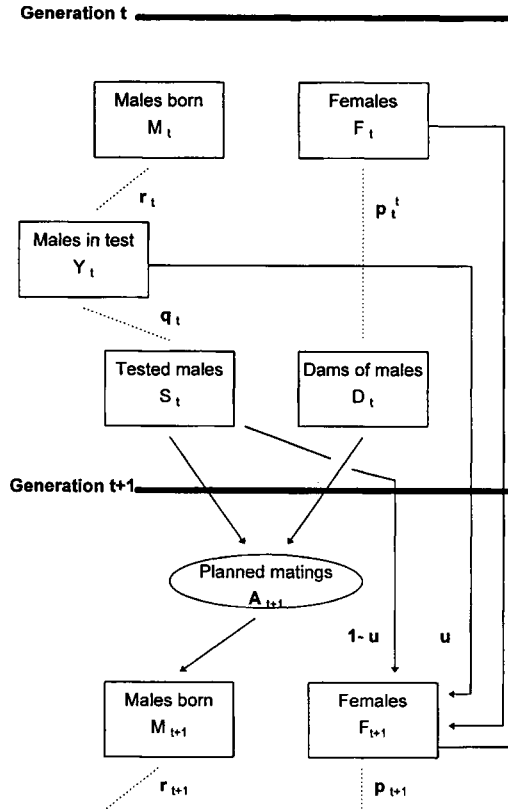 Generation t
Males born
M t
Females
F t
r t
p t t
Males in test
Y t
q t
Tested males
S t
Dams of males
D t
Generation t+1
Planned matings
A t+1
1- u
u
Males born
M t+1
Females
F t+1
r t+1
p t+1